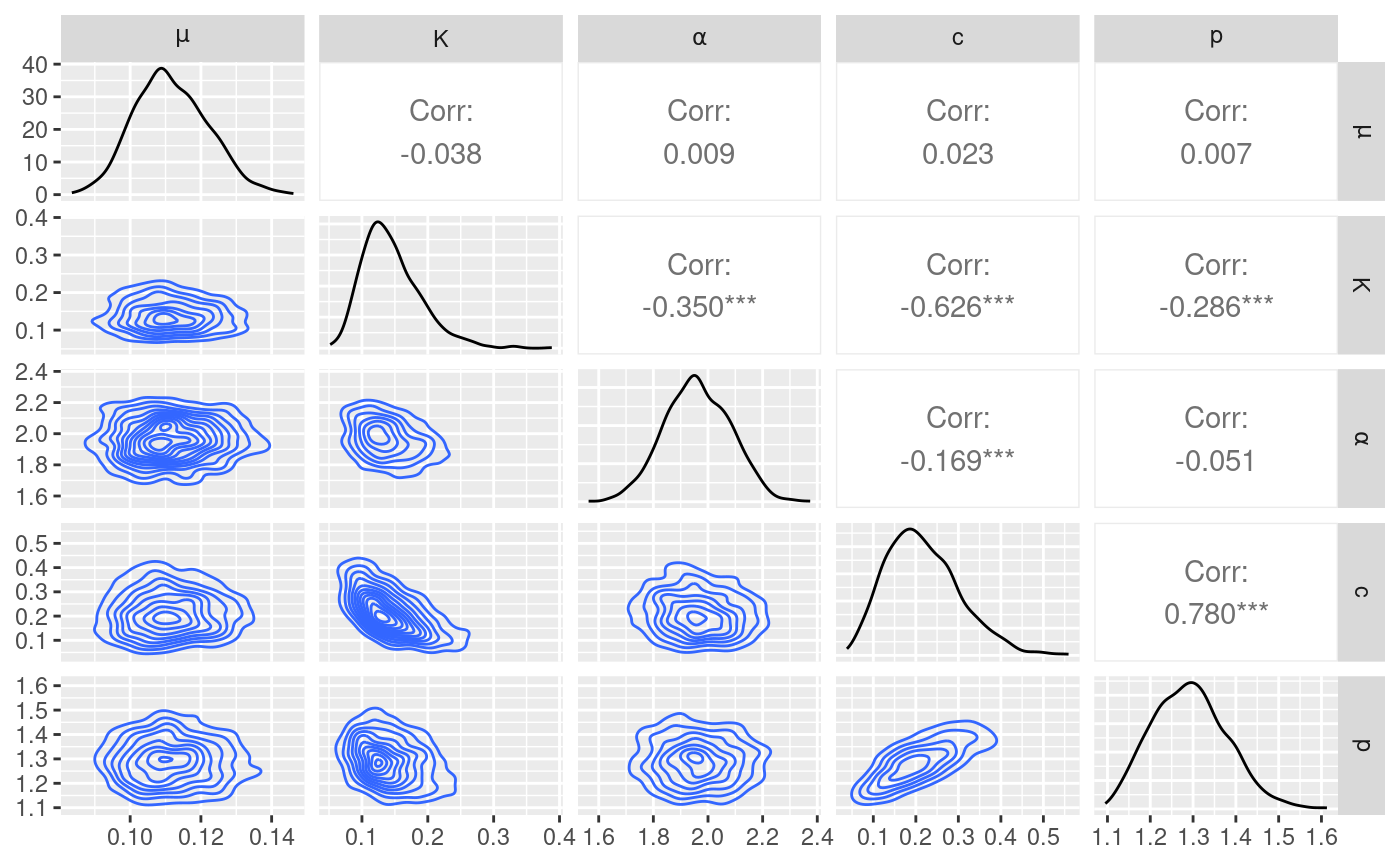 μ K α c p
40
30
20
10
0
Corr:
-0.038
Corr:
0.009
Corr:
0.023
Corr:
0.007
μ
0.4
0.3
0.2
0.1
Corr:
-0.350***
Corr:
-0.626***
Corr:
-0.286***
K
2.4
2.2
2.0
1.8
1.6
Corr:
-0.169***
Corr:
-0.051
α
0.5
0.4
0.3
0.2
0.1
Corr:
0.780***
c
1.6
1.5
1.4
1.3
1.2
1.1
p
0.10 0.12 0.14 0.1 0.2 0.3 0.4 1.6 1.8 2.0 2.2 2.4 0.1 0.2 0.3 0.4 0.5 1.1 1.2 1.3 1.4 1.5 1.6